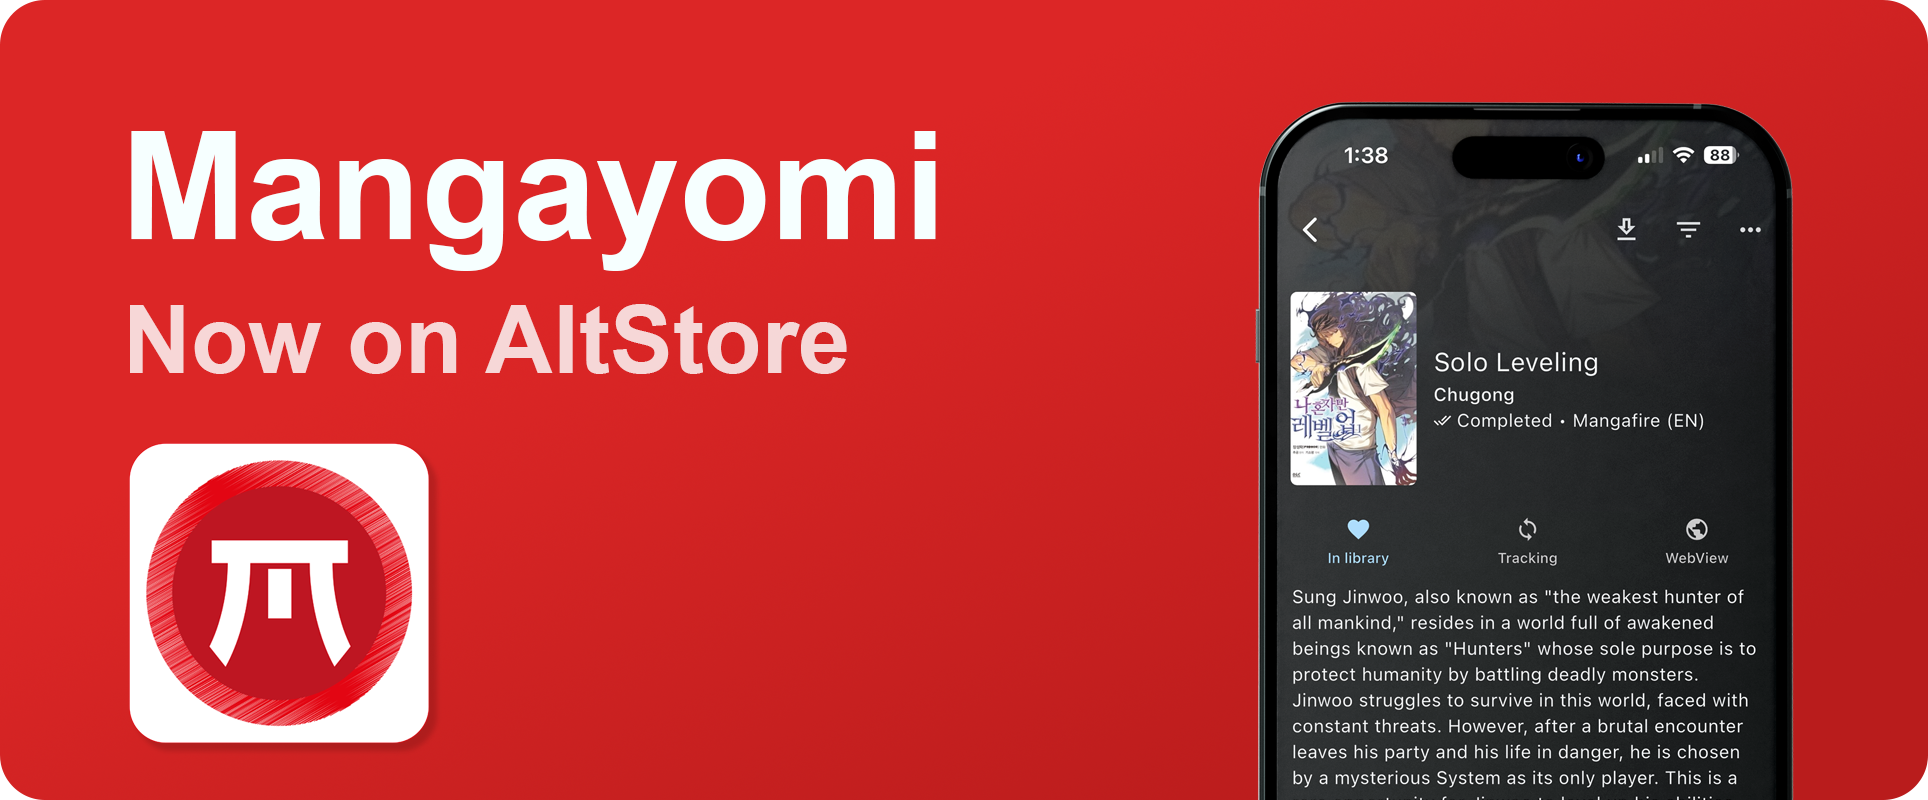 Mangayomi
Now on AltStore
1:38
88
나 혼자만
레벨업
Solo Leveling
Chugong
Completed • Mangafire (EN)
In library
Tracking
WebView
Sung Jinwoo, also known as "the weakest hunter of
all mankind," resides in a world full of awakened
beings known as "Hunters" whose sole purpose is to
protect humanity by battling deadly monsters.
Jinwoo struggles to survive in this world, faced with
constant threats. However, after a brutal encounter
leaves his party and his life in danger, he is chosen
by a mysterious System as its only player. This is a